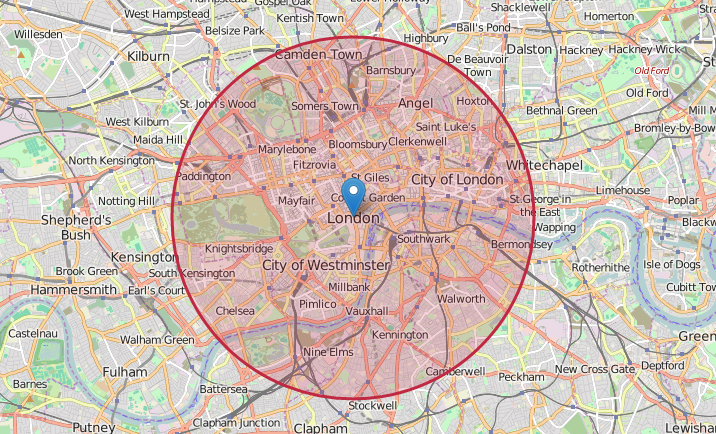 Gospel Oak
West Hampstead
Kentish Town
Shacklewell
Homerton
Willesden
Belsize Park
Ball's Pond
Highbury
Kilburn
Camden Town
Dalston
Hackney
Hackney Wick
De Beauvoir
Town
Barnsbury
Old Ford
St. John's Wood
Somers Town
Angel
Hoxton
Old Ford
Bethnal Green
West Kilburn
Saint Luke's
Bromley-by-Bow
Maida Hill
Marylebone
Bloomsbury
Clerkenwell
North Kensington
Fitzrovia
Whitechapel
Paddington
St Giles
City of London
Limehouse
Notting Hill
Mayfair
Garden
St George in
the East
Poplar
Shepherd's
Bush
London
Wapping
Southwark
Bermondsey
Knightsbridge
Kensington
Brook Green
South Kensington
City of Westminster
Rotherhithe
Isle of Dogs
Hammersmith
Earl's Court
Millbank
Cubitt
Pimlico
Walworth
Chelsea
Vauxhall
Castelnau
Walham Green
Kennington
Nine Elms
Fulham
Camberwell
New Cross Gate
Deptford
Barnes
Battersea
Peckham
Stockwell
Putney
Clapham Junction
Clapham
Lewisham